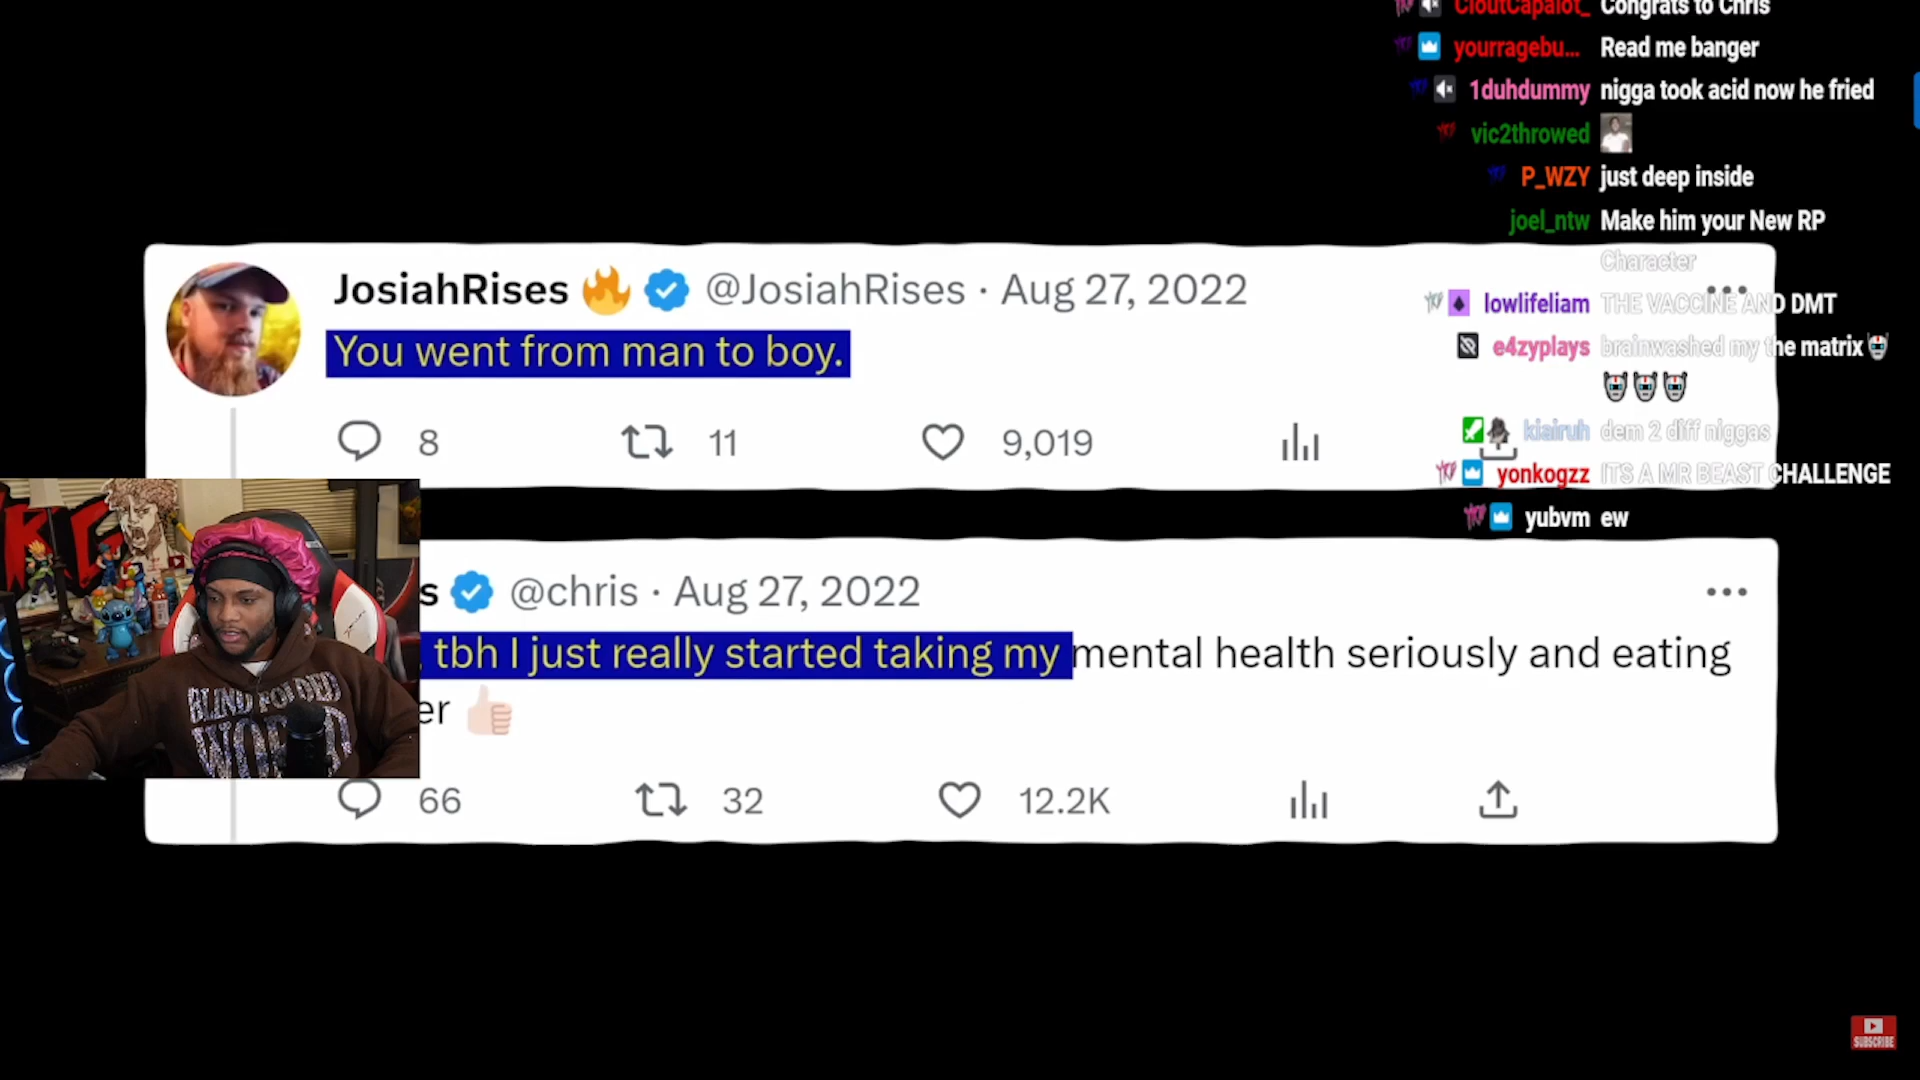 CloutCapalot_ Congrats to Chris
yourragebu... Read me banger
1duhdummy nigga took acid now he fried
vic2throwed
P_WZY just deep inside
joel_ntw Make him your New RP
Character
lowlifeliam THE VACCINE AND DMT
e4zyplays brainwashed my the matrix
kiairuh dem 2 diff niggas
yonkogzz ITS A MR BEAST CHALLENGE
yubvm ew
JosiahRises @JosiahRises · Aug 27, 2022
You went from man to boy.
8 11 9,019
s @chris · Aug 27, 2022
, tbh I just really started taking my mental health seriously and eating
er
66 32 12.2K
BLIND FOLDED
SUBSCRIBE